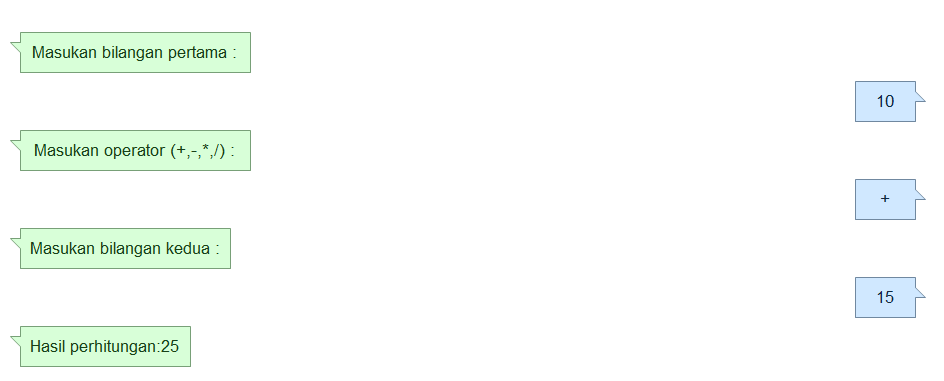 Masukan bilangan pertama :
10
Masukan operator (+,-,*,/) :
+
Masukan bilangan kedua :
15
Hasil perhitungan:25